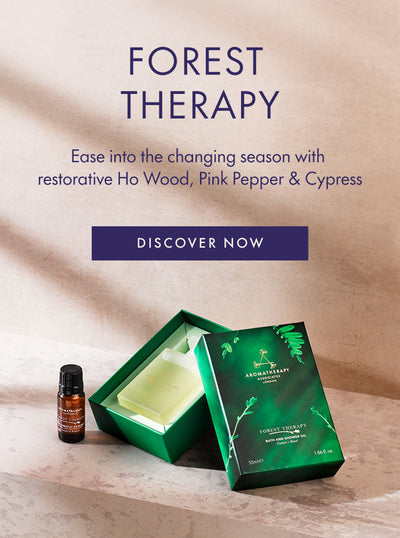 FOREST
THERAPY
Ease into the changing season with
restorative Ho Wood, Pink Pepper & Cypress
DISCOVER NOW
AROMATHERAPY
ASSOCIATES
LONDON
FOREST THERAPY
BATH AND SHOWER OIL
55ml℮
1.86 fl.oz.